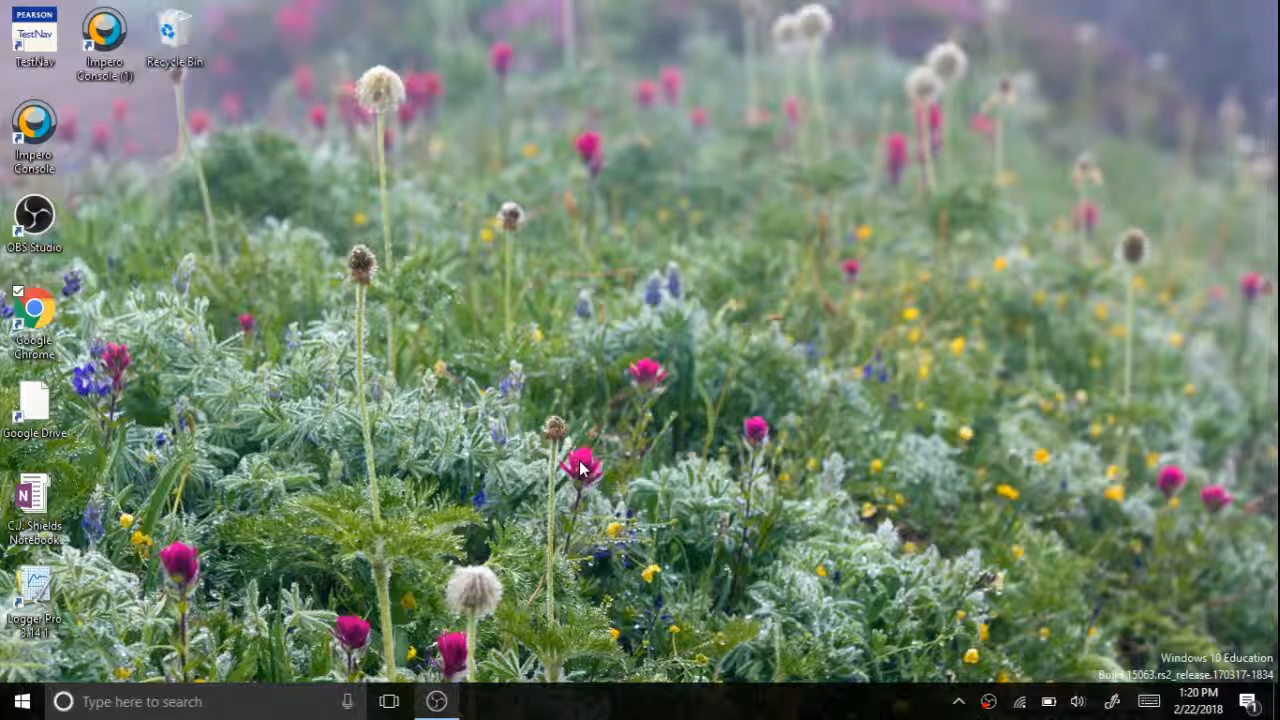 PEARSON
TestNav
TestNav
Impero
Console (1)
Recycle Bin
Impero
Console
OBS Studio
Google
Chrome
Google Drive
N
C.J. Shields
Notebook
Logger Pro
3.14.1
Windows 10 Education
Build 15063.rs2_release.170317-1834
Type here to search
1:20 PM
2/22/2018
1